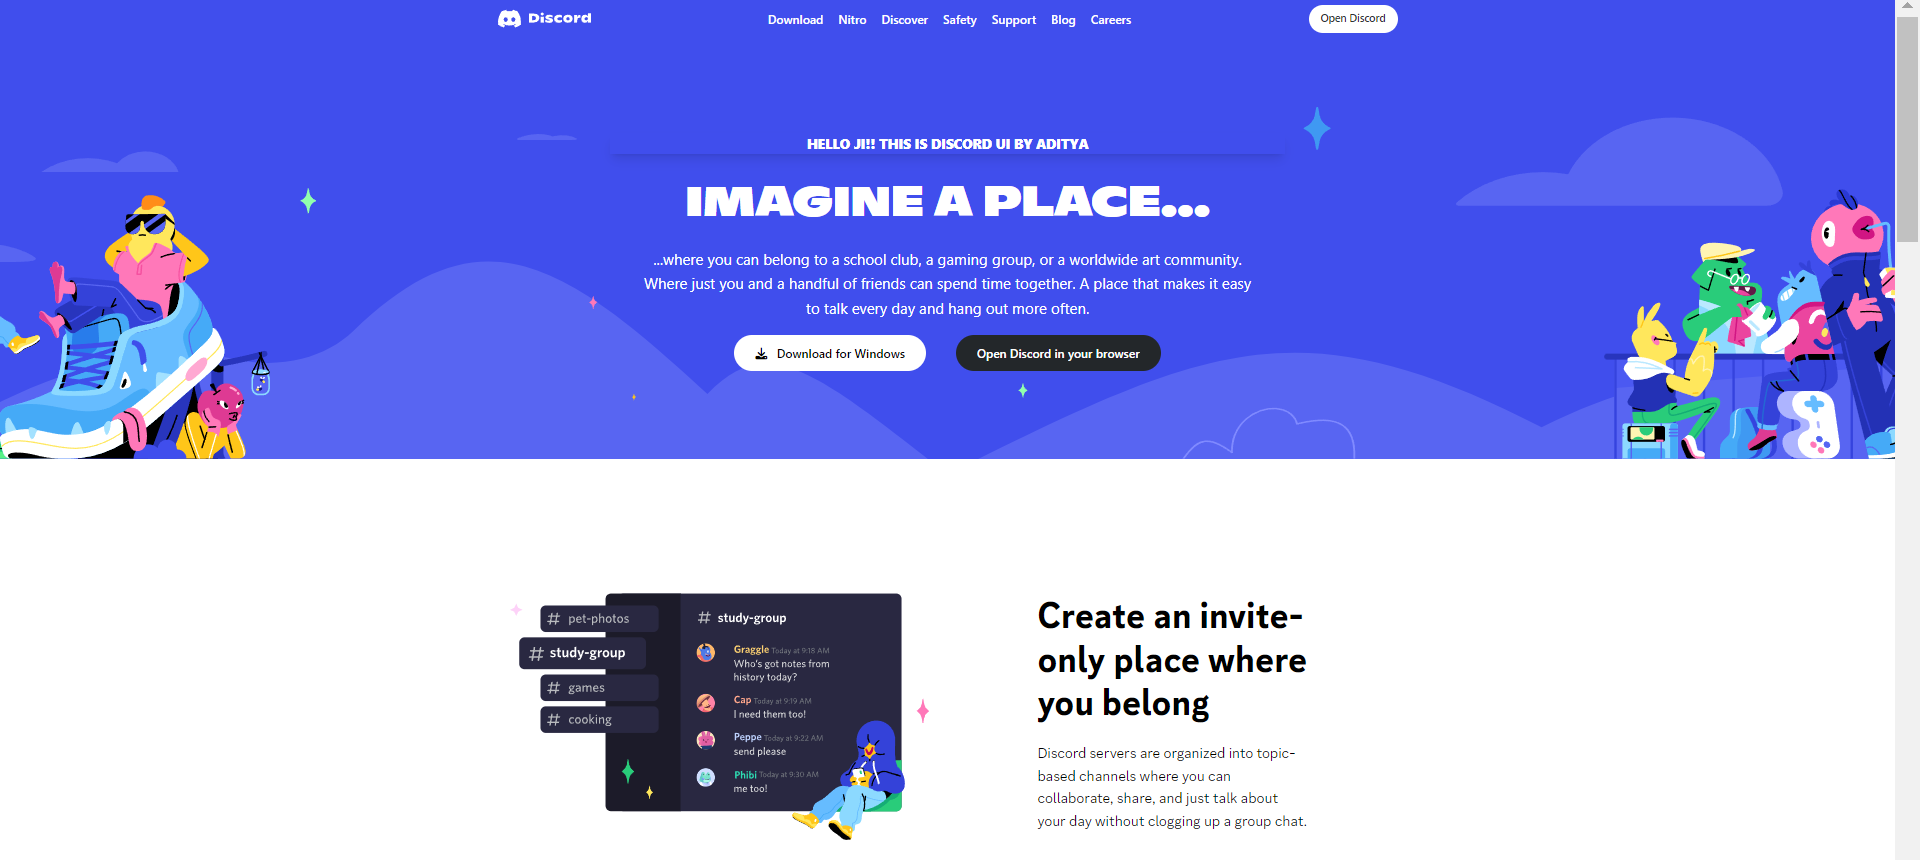 Discord
Download Nitro Discover Safety Support Blog Careers
Open Discord
HELLO JI!! THIS IS DISCORD UI BY ADITYA
IMAGINE A PLACE...
...where you can belong to a school club, a gaming group, or a worldwide art community.
Where just you and a handful of friends can spend time together. A place that makes it easy
to talk every day and hang out more often.
Download for Windows
Open Discord in your browser
# pet-photos
# study-group
# games
# cooking
# study-group
Graggle Today at 9:18 AM
Who's got notes from
history today?
Cap Today at 9:19 AM
I need them too!
Peppe Today at 9:22 AM
send please
Phibi Today at 9:30 AM
me too!
Create an invite-
only place where
you belong
Discord servers are organized into topic-
based channels where you can
collaborate, share, and just talk about
your day without clogging up a group chat.